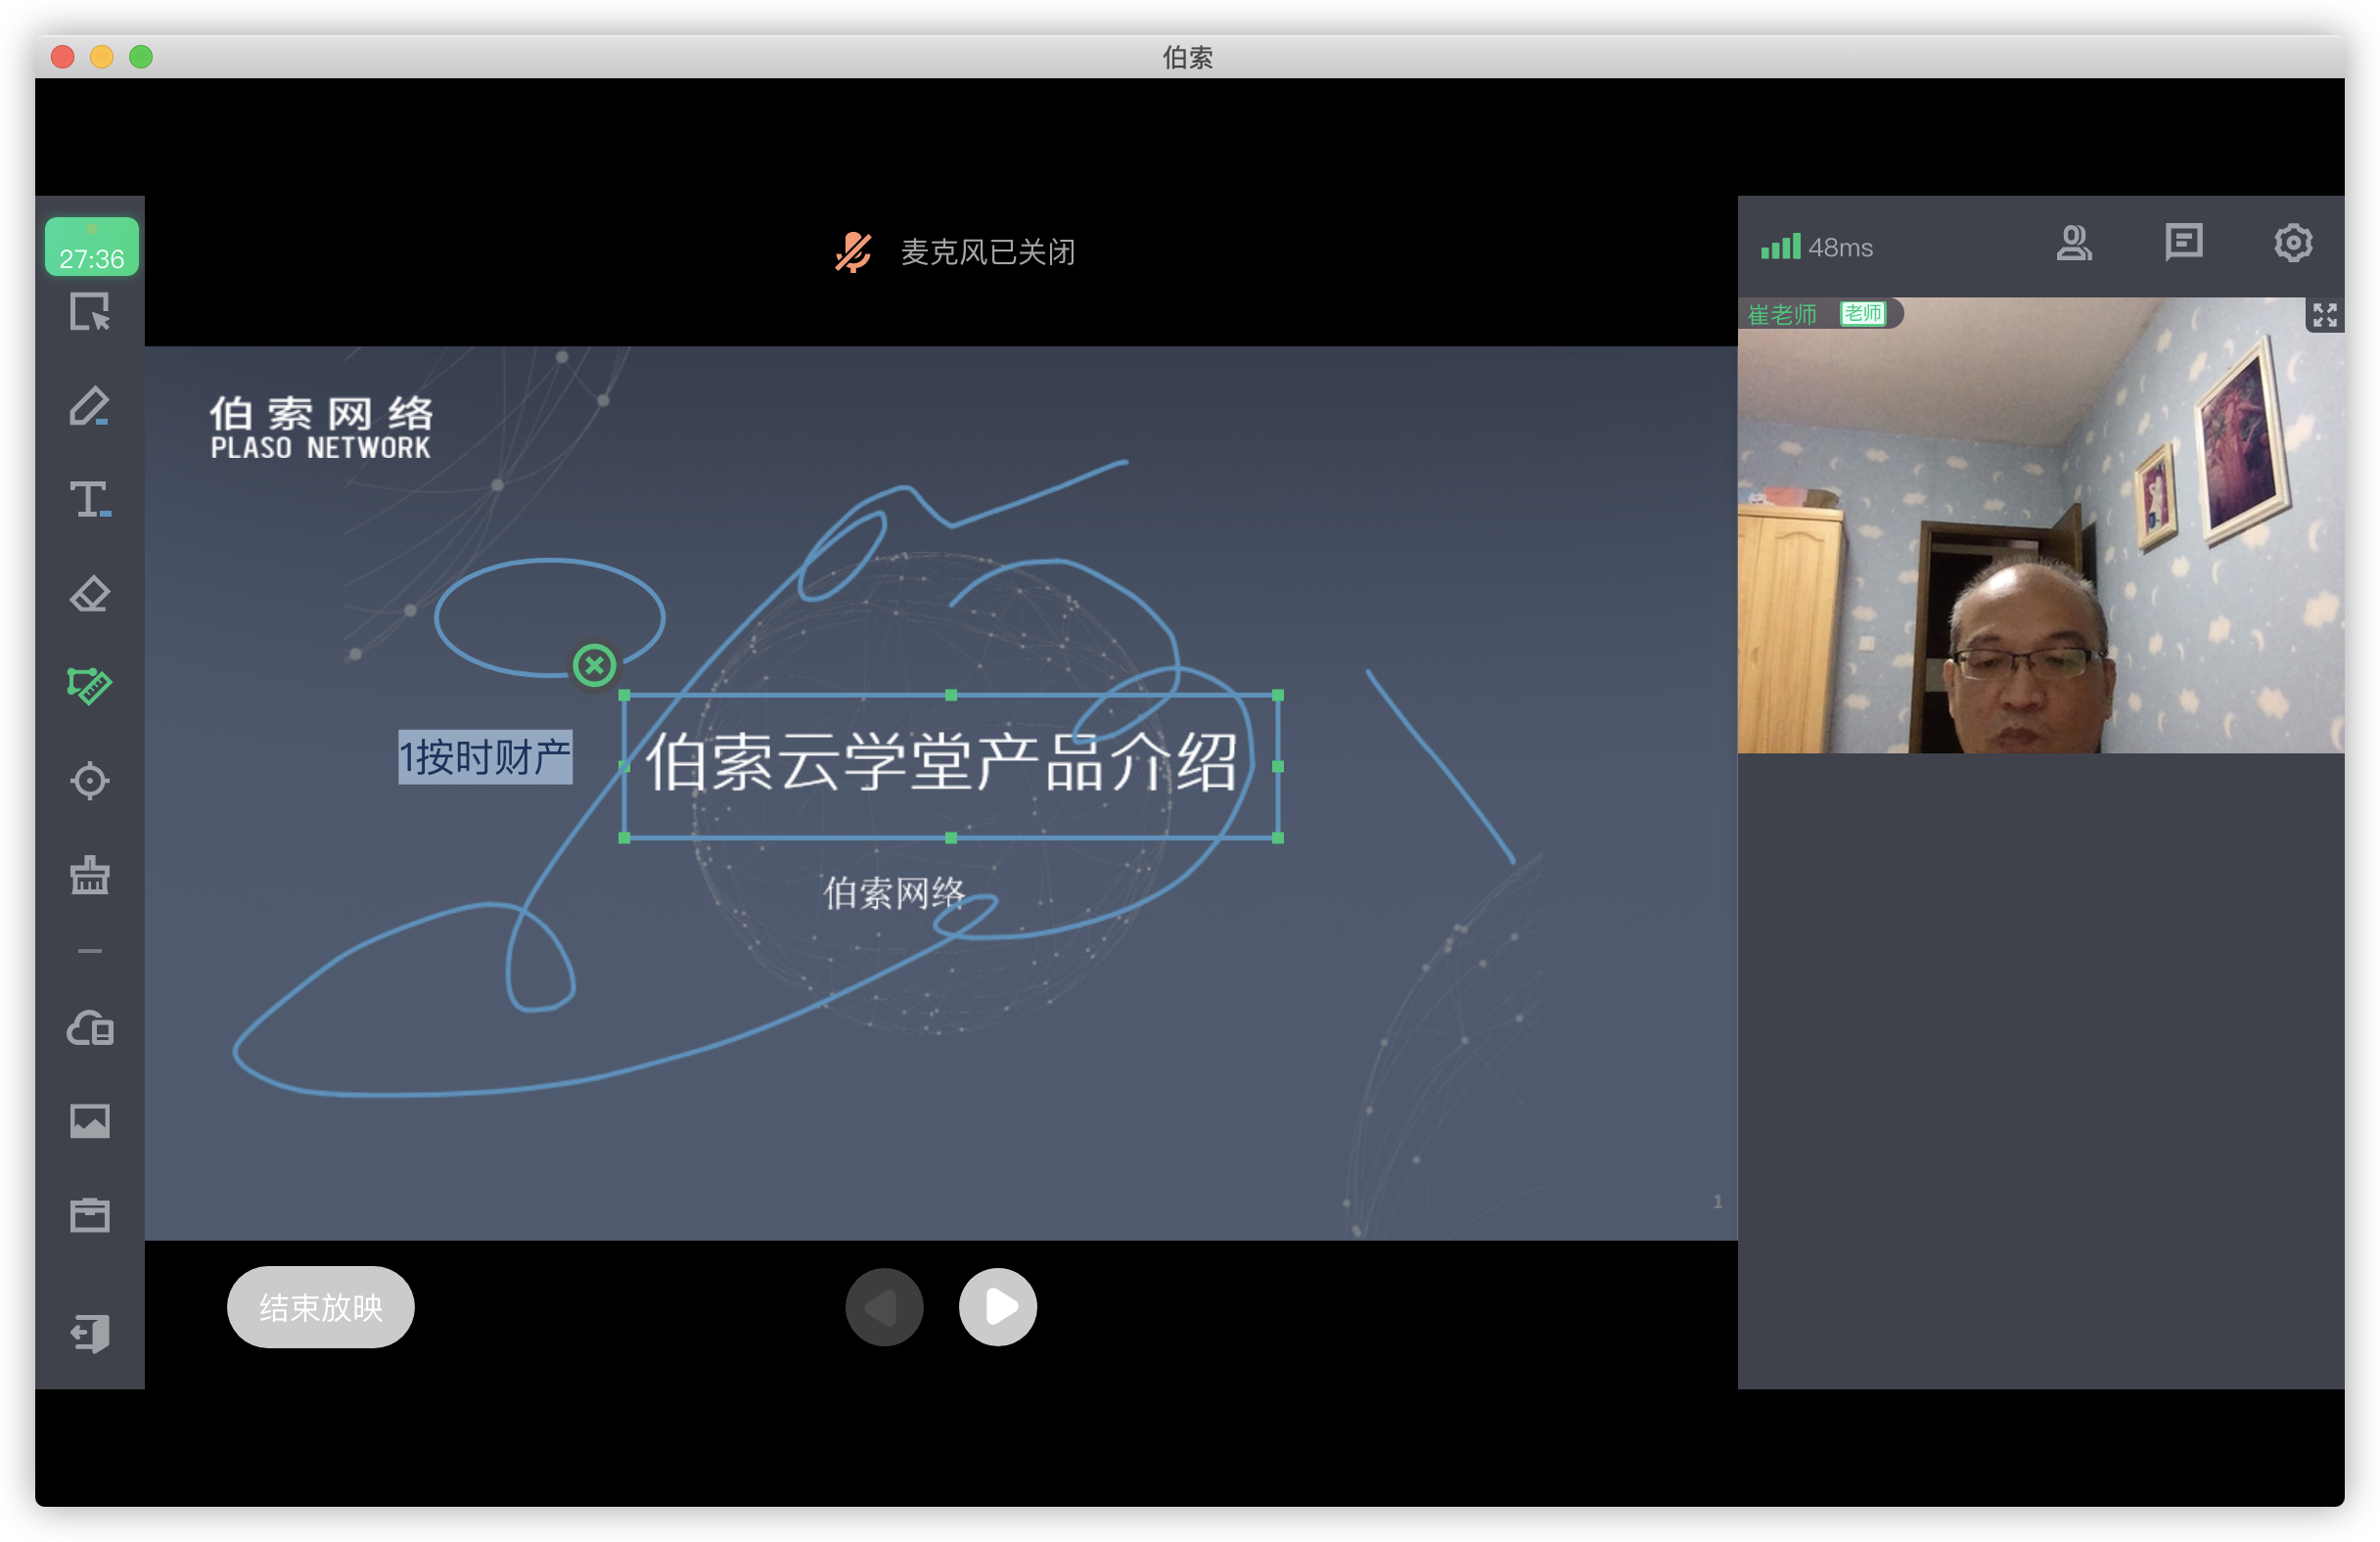 伯索
27:36
麦克风已关闭
48ms
崔老师 老师
伯索网络
PLASO NETWORK
1按时财产
伯索云学堂产品介绍
伯索网络
1
结束放映